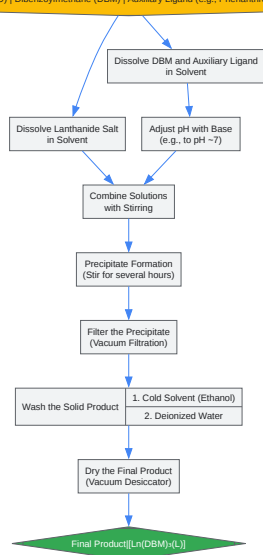 | Dibenzoylmethane (DBM) | Auxiliary Ligand (e.g.,
Dissolve DBM and Auxiliary Ligand
in Solvent
Dissolve Lanthanide Salt
in Solvent
Adjust pH with Base
(e.g., to pH ~7)
Combine Solutions
with Stirring
Precipitate Formation
(Stir for several hours)
Filter the Precipitate
(Vacuum Filtration)
Wash the Solid Product
1. Cold Solvent (Ethanol)
2. Deionized Water
Dry the Final Product
(Vacuum Desiccator)
Final Product|[Ln(DBM)₃(L)]